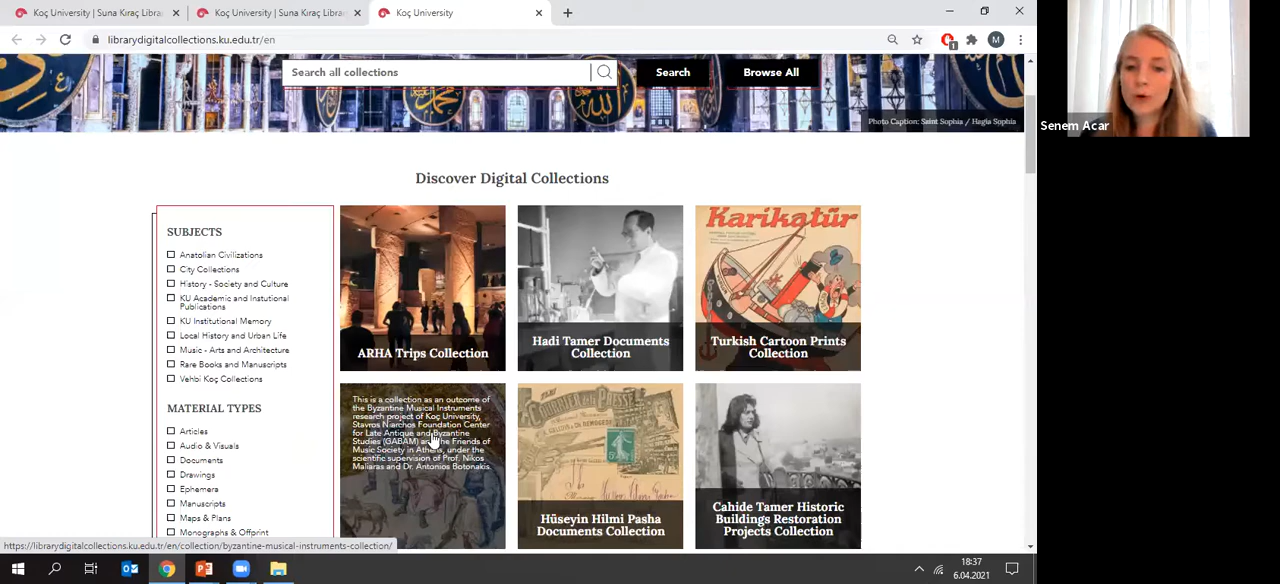 Koç University | Suna Kıraç Libra
Koç University | Suna Kıraç Libra
Koç University
librarydigitalcollections.ku.edu.tr/en
1
M
Search all collections
Search
Browse All
Photo Caption: Saint Sophia / Hagia Sophia
Senem Acar
Discover Digital Collections
SUBJECTS
Anatolian Civilizations
City Collections
History - Society and Culture
KU Academic and Instutional
Publications
KU Institutional Memory
Local History and Urban Life
Music - Arts and Architecture
Rare Books and Manuscripts
Vehbi Koç Collections
MATERIAL TYPES
Articles
Audio & Visuals
Documents
Drawings
Ephemera
Manuscripts
Maps & Plans
Monographs & Offprint
ARHA Trips Collection
Hadi Tamer Documents
Collection
Karikatür
Turkish Cartoon Prints
Collection
This is a collection as an outcome of
the Byzantine Musical Instruments
research project of Koç University,
Stavros Niarchos Foundation Center
for Late Antique and Byzantine
Studies (GABAM) and the Friends of
Music Society in Athens, under the
scientific supervision of Prof. Nikos
Maliaras and Dr. Antonios Botonakis.
Hüseyin Hilmi Pasha
Documents Collection
Cahide Tamer Historic
Buildings Restoration
Projects Collection
https://librarydigitalcollections.ku.edu.tr/en/collection/byzantine-musical-instruments-collection/
18:37
6.04.2021